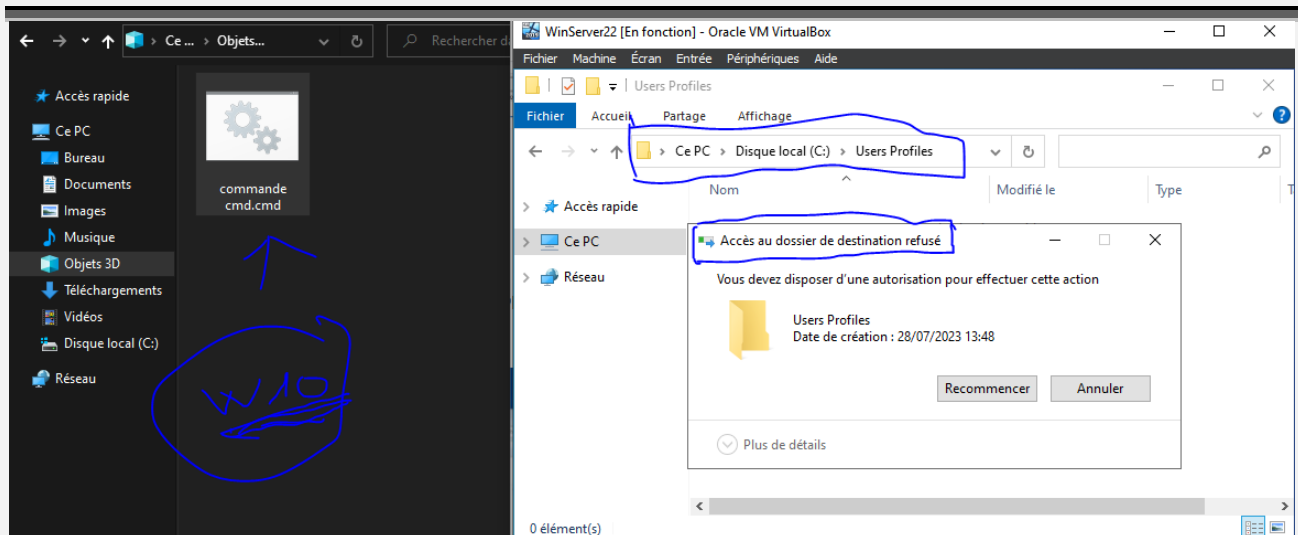 Ce ... > Objets...
Rechercher d
Accès rapide
Ce PC
Bureau
Documents
Images
Musique
Objets 3D
Téléchargements
Vidéos
Disque local (C:)
Réseau
commande
cmd.cmd
W10
WinServer22 [En fonction] - Oracle VM VirtualBox
Fichier Machine Écran Entrée Périphériques Aide
Users Profiles
Fichier Accueil Partage Affichage
Ce PC > Disque local (C:) > Users Profiles
Nom Modifié le Type T
Accès rapide
Ce PC
Réseau
Accès au dossier de destination refusé
Vous devez disposer d'une autorisation pour effectuer cette action
Users Profiles
Date de création : 28/07/2023 13:48
Recommencer Annuler
Plus de détails
0 élément(s)